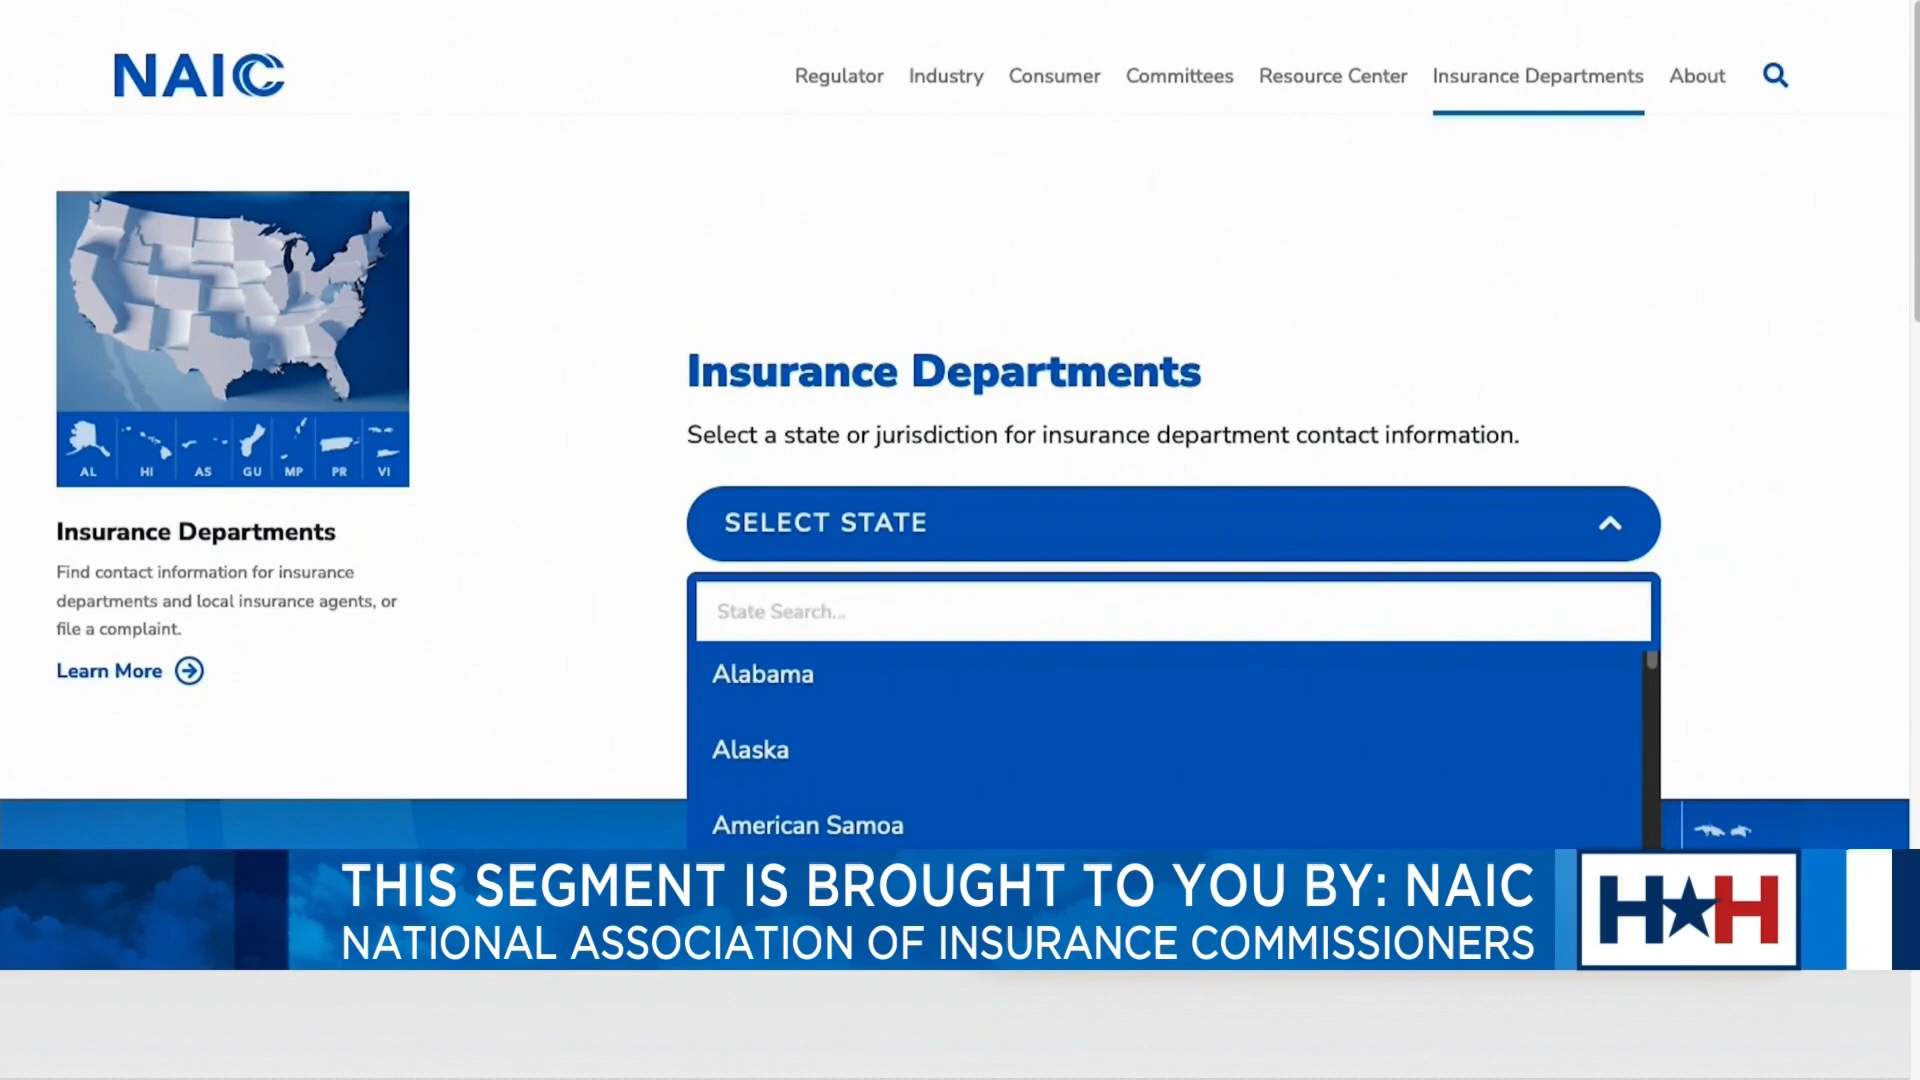 NAIC
Regulator Industry Consumer Committees Resource Center Insurance Departments About
AL HI AS GU MP PR VI
Insurance Departments
Find contact information for insurance
departments and local insurance agents, or
file a complaint.
Learn More
Insurance Departments
Select a state or jurisdiction for insurance department contact information.
SELECT STATE
State Search...
Alabama
Alaska
American Samoa
THIS SEGMENT IS BROUGHT TO YOU BY: NAIC
NATIONAL ASSOCIATION OF INSURANCE COMMISSIONERS
H★H